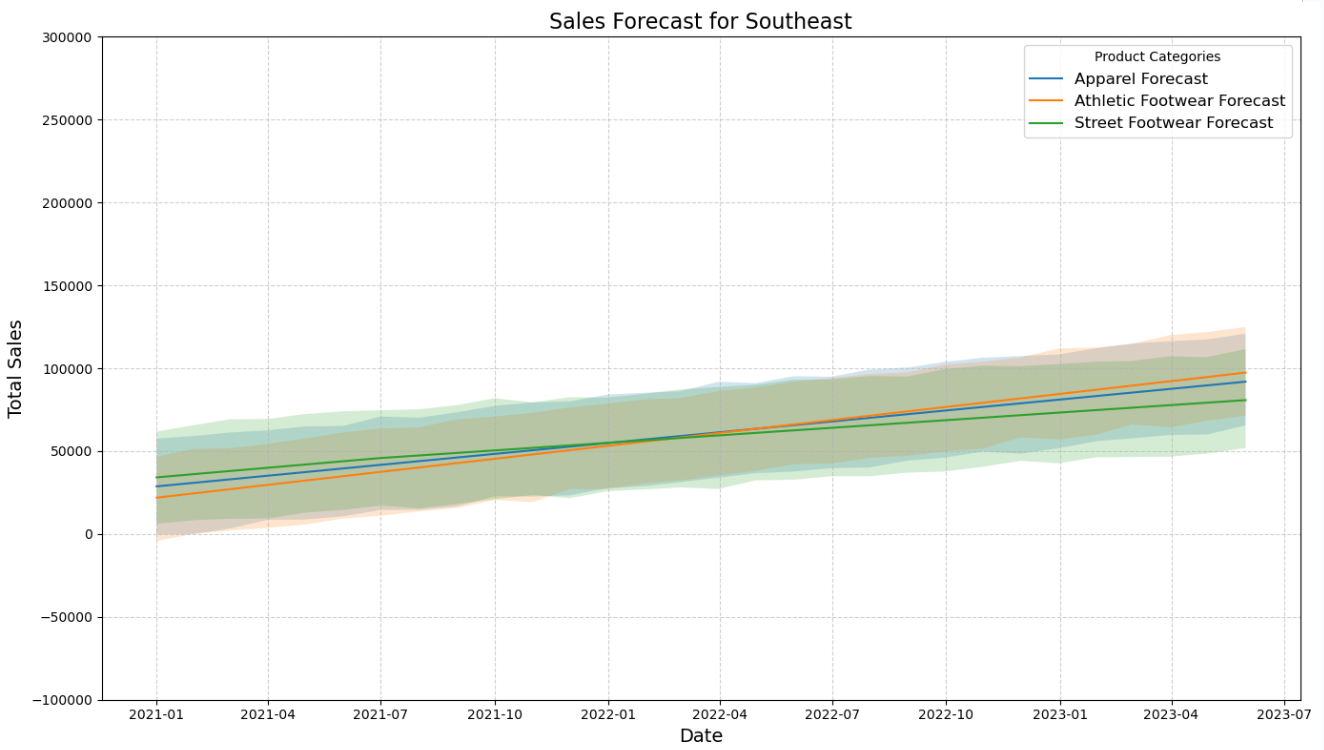 Sales Forecast for Southeast
Product Categories
Apparel Forecast
Athletic Footwear Forecast
Street Footwear Forecast
Total Sales
300000
250000
200000
150000
100000
50000
0
−50000
−100000
2021-01 2021-04 2021-07 2021-10 2022-01 2022-04 2022-07 2022-10 2023-01 2023-04 2023-07
Date